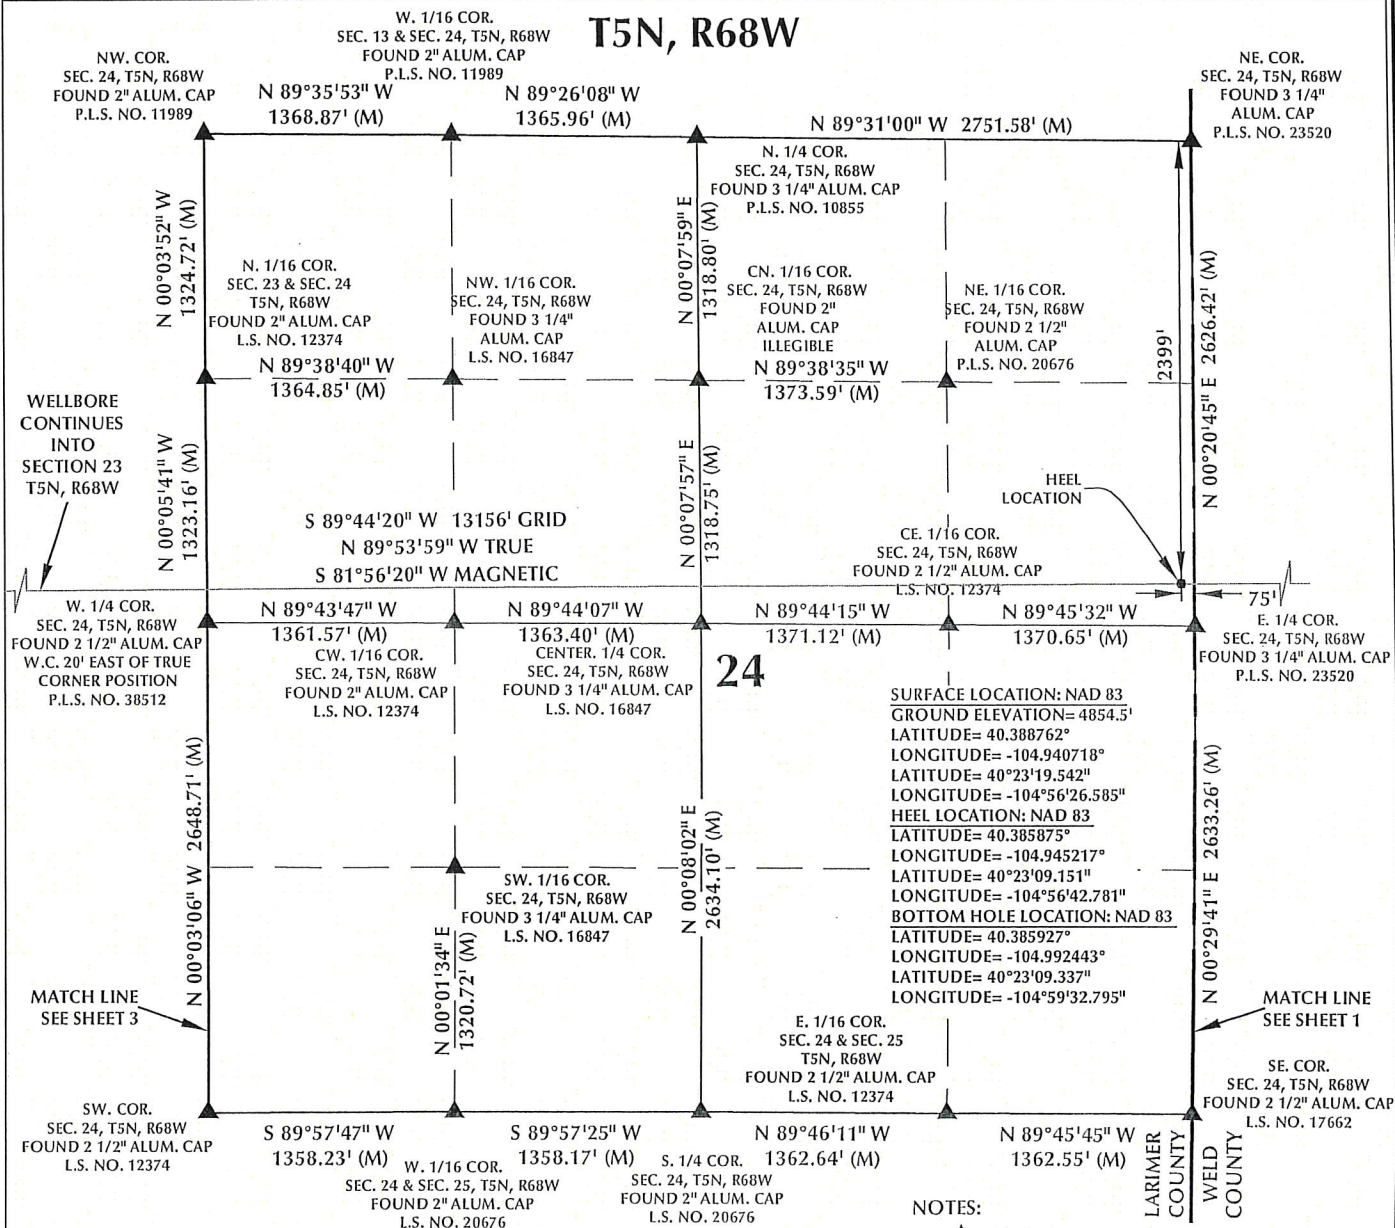 T5N, R68W
W. 1/16 COR.
SEC. 13 & SEC. 24, T5N, R68W
FOUND 2" ALUM. CAP
P.L.S. NO. 11989
NW. COR.
SEC. 24, T5N, R68W
FOUND 2" ALUM. CAP
P.L.S. NO. 11989
NE. COR.
SEC. 24, T5N, R68W
FOUND 3 1/4"
ALUM. CAP
P.L.S. NO. 23520
N 89°35'53" W
1368.87' (M)
N 89°26'08" W
1365.96' (M)
N 89°31'00" W 2751.58' (M)
N. 1/4 COR.
SEC. 24, T5N, R68W
FOUND 3 1/4" ALUM. CAP
P.L.S. NO. 10855
N 00°03'52" W
1324.72' (M)
N 00°07'59" E
1318.80' (M)
N 00°20'45" E 2626.42' (M)
2399'
N. 1/16 COR.
SEC. 23 & SEC. 24
T5N, R68W
FOUND 2" ALUM. CAP
L.S. NO. 12374
NW. 1/16 COR.
SEC. 24, T5N, R68W
FOUND 3 1/4"
ALUM. CAP
L.S. NO. 16847
CN. 1/16 COR.
SEC. 24, T5N, R68W
FOUND 2"
ALUM. CAP
ILLEGIBLE
NE. 1/16 COR.
SEC. 24, T5N, R68W
FOUND 2 1/2"
ALUM. CAP
P.L.S. NO. 20676
N 89°38'40" W
1364.85' (M)
N 89°38'35" W
1373.59' (M)
WELLBORE
CONTINUES
INTO
SECTION 23
T5N, R68W
N 00°05'41" W
1323.16' (M)
N 00°07'57" E
1318.75' (M)
HEEL
LOCATION
S 89°44'20" W 13156' GRID
N 89°53'59" W TRUE
S 81°56'20" W MAGNETIC
CE. 1/16 COR.
SEC. 24, T5N, R68W
FOUND 2 1/2" ALUM. CAP
L.S. NO. 12374
75'
W. 1/4 COR.
SEC. 24, T5N, R68W
FOUND 2 1/2" ALUM. CAP
W.C. 20' EAST OF TRUE
CORNER POSITION
P.L.S. NO. 38512
N 89°43'47" W
1361.57' (M)
N 89°44'07" W
1363.40' (M)
N 89°44'15" W
1371.12' (M)
N 89°45'32" W
1370.65' (M)
E. 1/4 COR.
SEC. 24, T5N, R68W
FOUND 3 1/4" ALUM. CAP
P.L.S. NO. 23520
CW. 1/16 COR.
SEC. 24, T5N, R68W
FOUND 2" ALUM. CAP
L.S. NO. 12374
CENTER. 1/4 COR.
SEC. 24, T5N, R68W
FOUND 3 1/4" ALUM. CAP
L.S. NO. 16847
24
SURFACE LOCATION: NAD 83
GROUND ELEVATION= 4854.5'
LATITUDE= 40.388762°
LONGITUDE= -104.940718°
LATITUDE= 40°23'19.542"
LONGITUDE= -104°56'26.585"
HEEL LOCATION: NAD 83
LATITUDE= 40.385875°
LONGITUDE= -104.945217°
LATITUDE= 40°23'09.151"
LONGITUDE= -104°56'42.781"
BOTTOM HOLE LOCATION: NAD 83
LATITUDE= 40.385927°
LONGITUDE= -104.992443°
LATITUDE= 40°23'09.337"
LONGITUDE= -104°59'32.795"
N 00°03'06" W 2648.71' (M)
N 00°08'02" E
2634.10' (M)
N 00°29'41" E 2633.26' (M)
SW. 1/16 COR.
SEC. 24, T5N, R68W
FOUND 3 1/4" ALUM. CAP
L.S. NO. 16847
N 00°01'34" E
1320.72' (M)
MATCH LINE
SEE SHEET 3
MATCH LINE
SEE SHEET 1
E. 1/16 COR.
SEC. 24 & SEC. 25
T5N, R68W
FOUND 2 1/2" ALUM. CAP
L.S. NO. 12374
SW. COR.
SEC. 24, T5N, R68W
FOUND 2 1/2" ALUM. CAP
L.S. NO. 12374
SE. COR.
SEC. 24, T5N, R68W
FOUND 2 1/2" ALUM. CAP
L.S. NO. 17662
S 89°57'47" W
1358.23' (M)
S 89°57'25" W
1358.17' (M)
N 89°46'11" W
1362.64' (M)
N 89°45'45" W
1362.55' (M)
W. 1/16 COR.
SEC. 24 & SEC. 25, T5N, R68W
FOUND 2" ALUM. CAP
L.S. NO. 20676
S. 1/4 COR.
SEC. 24, T5N, R68W
FOUND 2" ALUM. CAP
L.S. NO. 20676
LARIMER
COUNTY
WELD
COUNTY
NOTES: